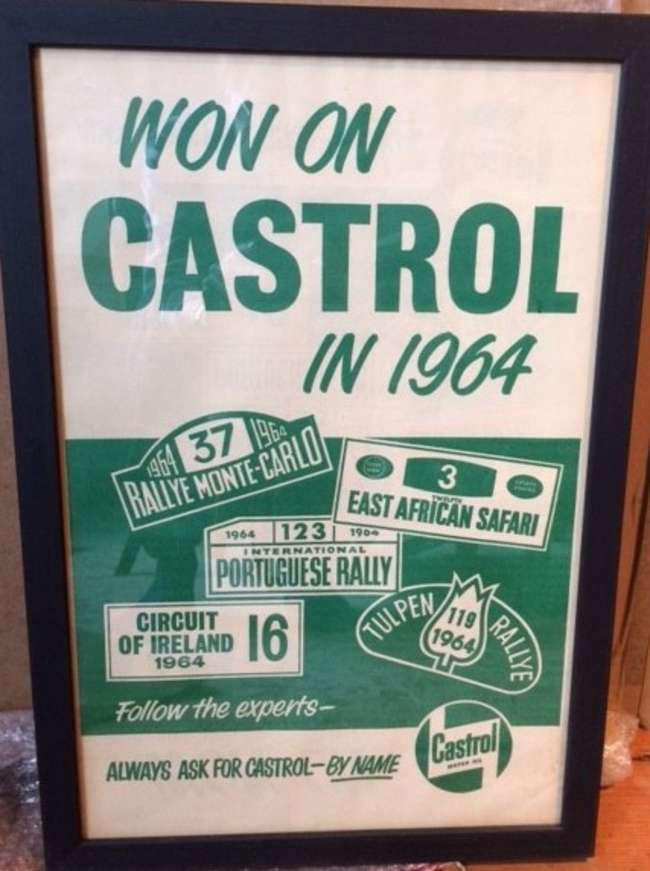 WON ON
CASTROL
IN 1964
1964 37 1964
RALLYE MONTE-CARLO
3
TWELFTH
EAST AFRICAN SAFARI
1964 123 1964
INTERNATIONAL
PORTUGUESE RALLY
CIRCUIT
OF IRELAND
1964
16
TULPEN
119
1964
RALLYE
Follow the experts—
ALWAYS ASK FOR CASTROL—BY NAME
Castrol
MOTOR OIL